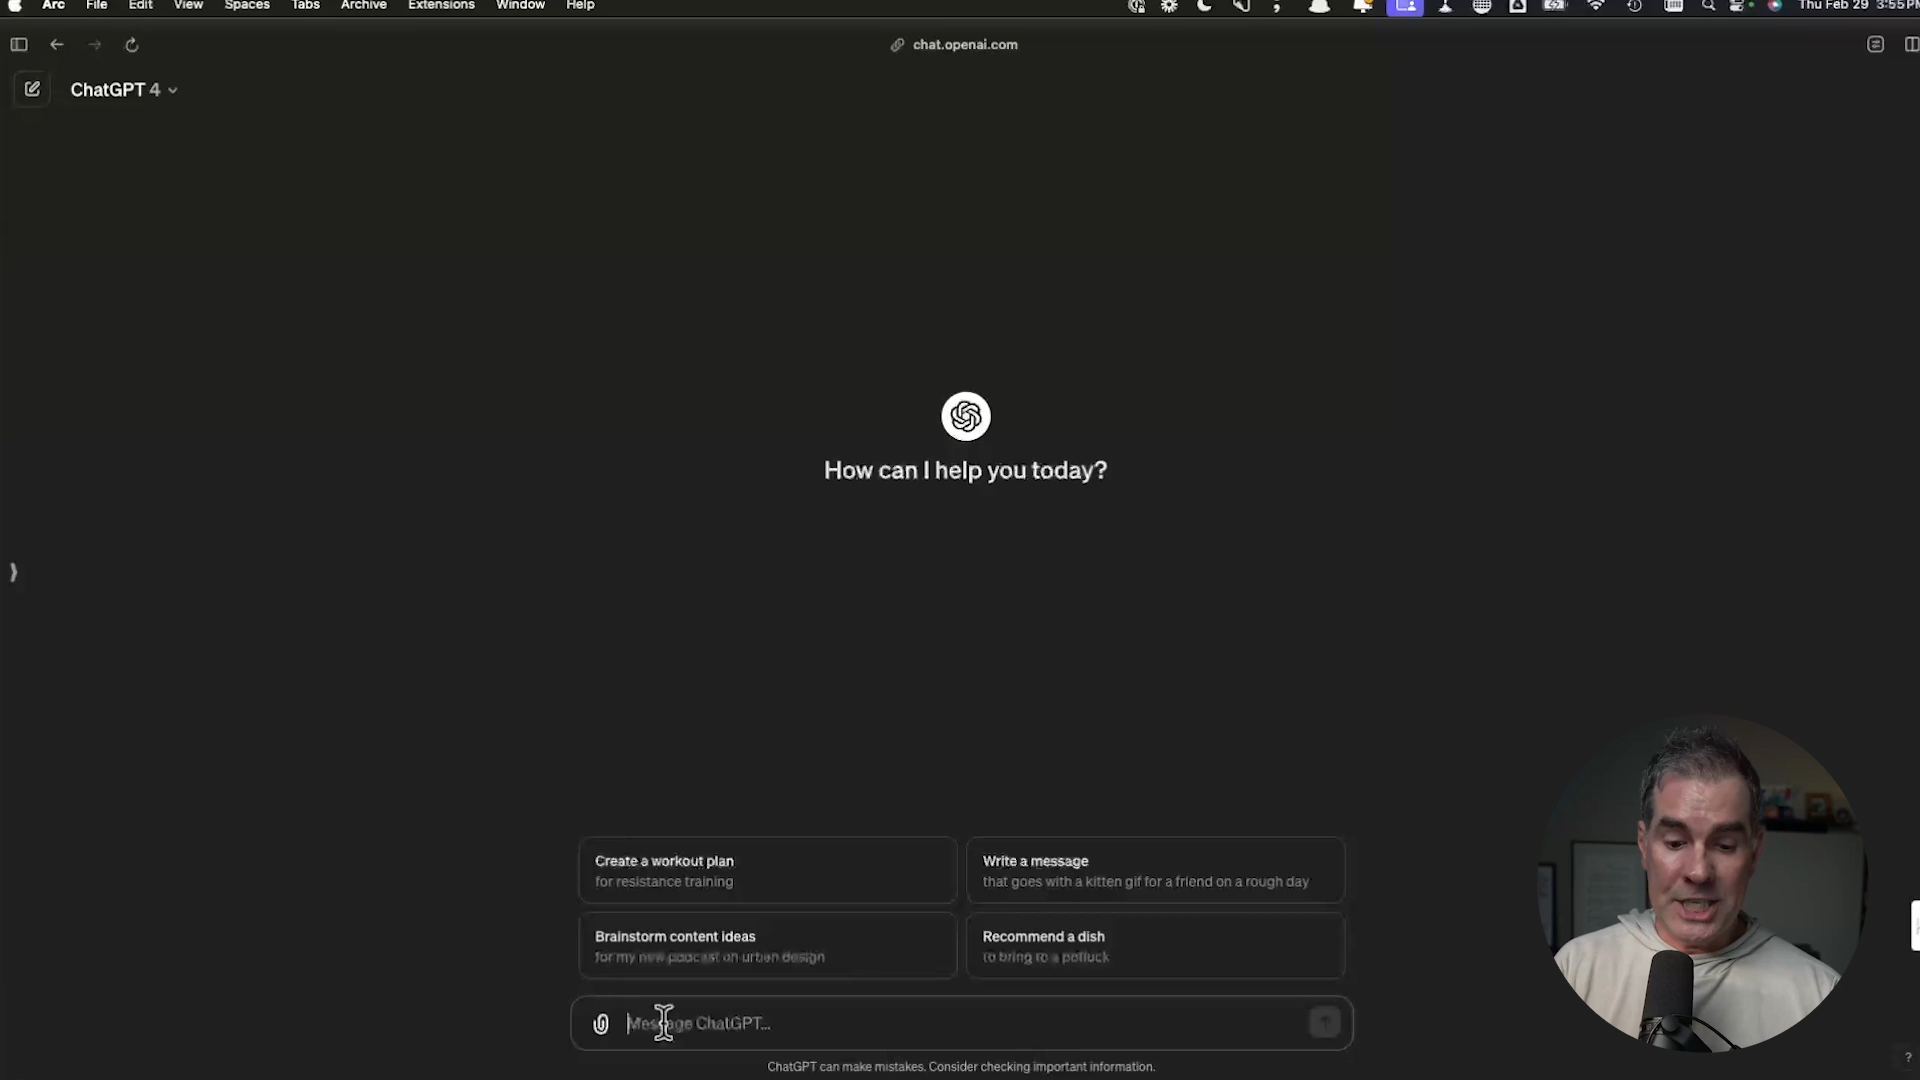 Arc File Edit View Spaces Tabs Archive Extensions Window Help Thu Feb 29 3:55PM
chat.openai.com
ChatGPT 4
How can I help you today?
Create a workout plan
for resistance training
Write a message
that goes with a kitten gif for a friend on a rough day
Brainstorm content ideas
for my new podcast on urban design
Recommend a dish
to bring to a potluck
Message ChatGPT...
ChatGPT can make mistakes. Consider checking important information.
?